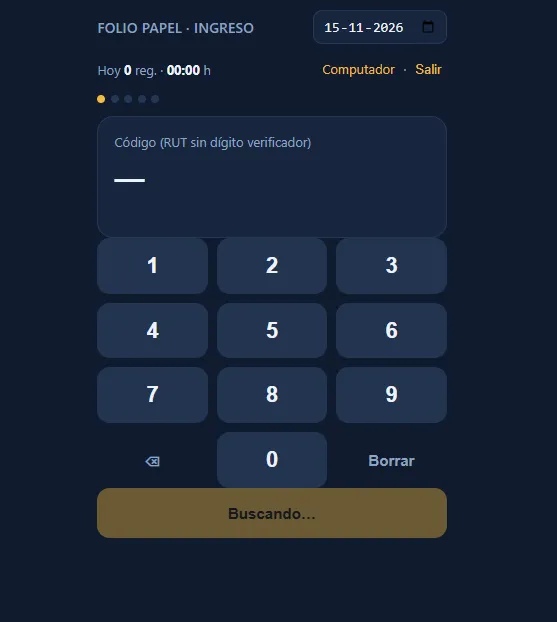 FOLIO PAPEL · INGRESO
15-11-2026
Hoy 0 reg. · 00:00 h
Computador · Salir
Código (RUT sin dígito verificador)
1 2 3
4 5 6
7 8 9
0 Borrar
Buscando...